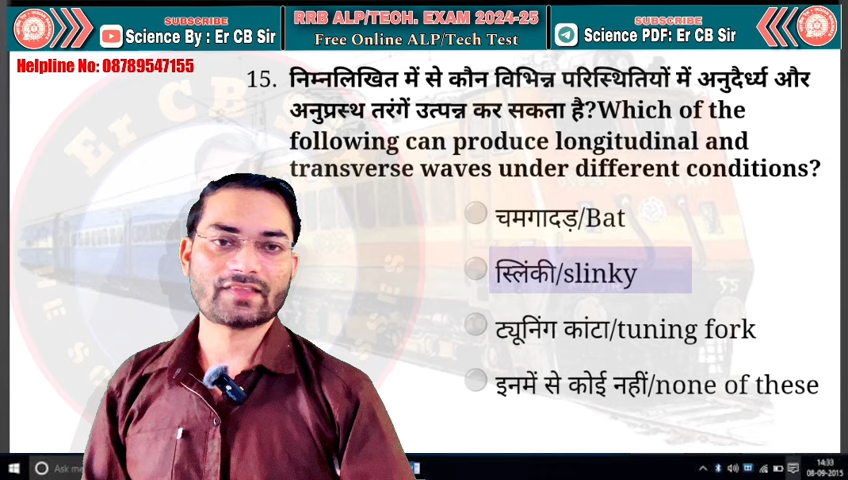 SUBSCRIBE
Science By : Er CB Sir
RRB ALP/TECH. EXAM 2024-25
Free Online ALP/Tech Test
SUBSCRIBE
Science PDF: Er CB Sir
Helpline No: 08789547155
15. निम्नलिखित में से कौन विभिन्न परिस्थितियों में अनुदैर्ध्य और
अनुप्रस्थ तरंगें उत्पन्न कर सकता है?Which of the
following can produce longitudinal and
transverse waves under different conditions?
चमगादड़/Bat
स्लिंकी/slinky
ट्यूनिंग कांटा/tuning fork
इनमें से कोई नहीं/none of these
Ask me
14:33
08-09-2015